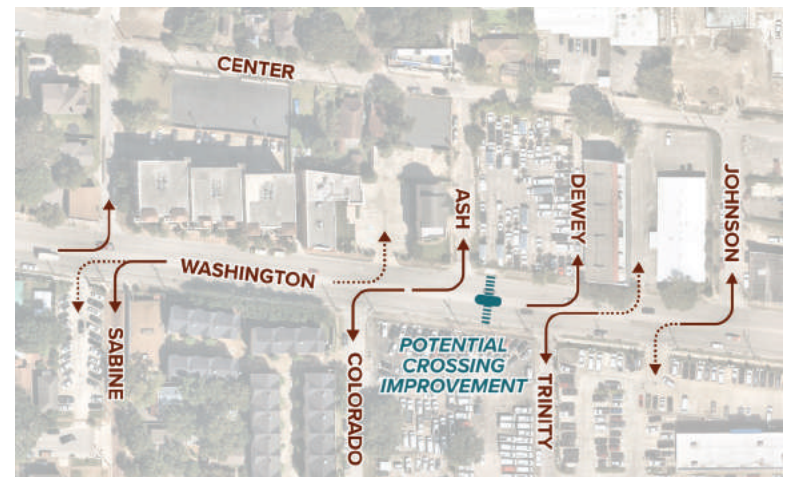 CENTER
JOHNSON
ASH
DEWEY
WASHINGTON
SABINE
COLORADO
POTENTIAL
CROSSING
IMPROVEMENT
TRINITY